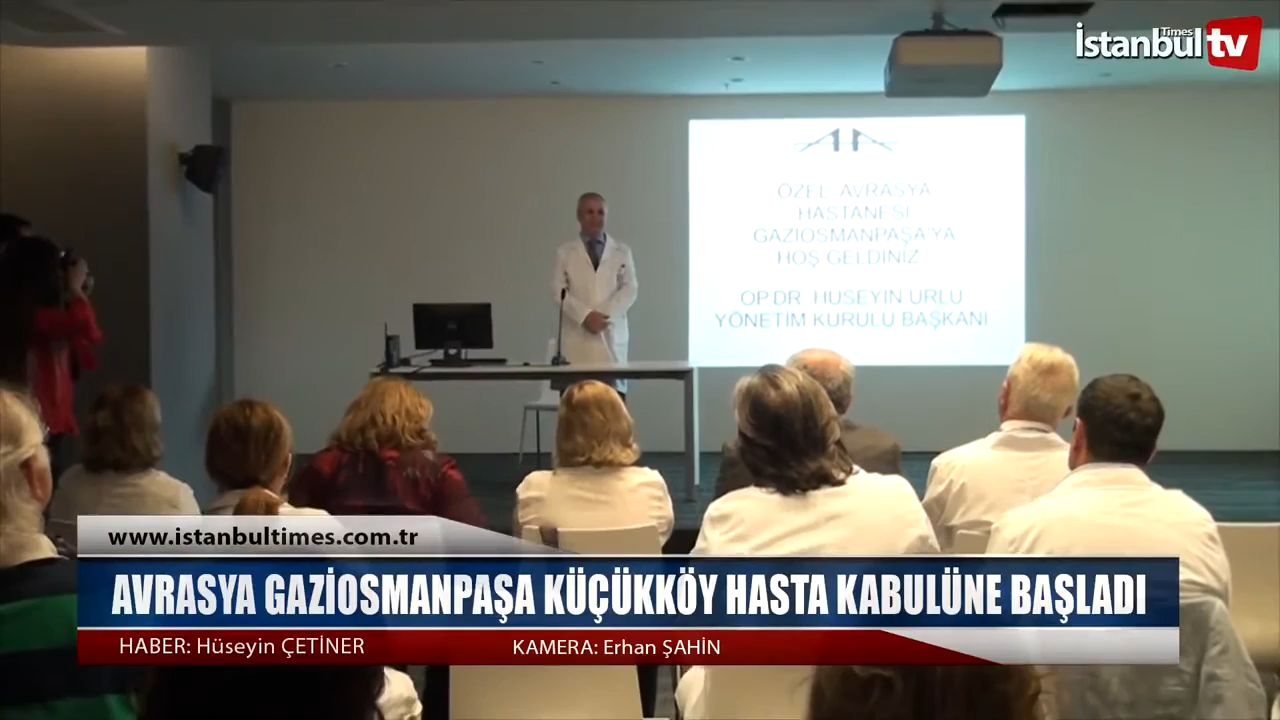 İstanbul Times tv
ÖZEL AVRASYA
HASTANESİ
GAZİOSMANPAŞA'YA
HOŞ GELDİNİZ
OP.DR HÜSEYİN URLU
YÖNETİM KURULU BAŞKANI
www.istanbultimes.com.tr
AVRASYA GAZİOSMANPAŞA KÜÇÜKKÖY HASTA KABULÜNE BAŞLADI
HABER: Hüseyin ÇETİNER
KAMERA: Erhan ŞAHİN